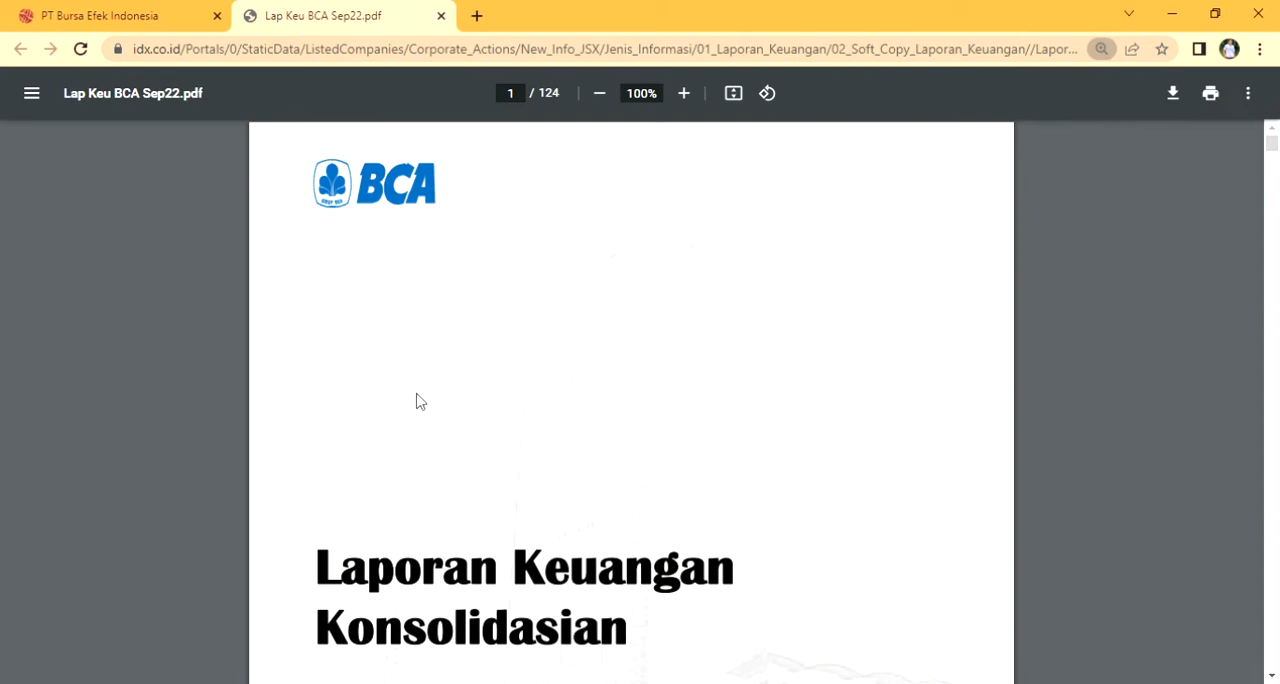 PT Bursa Efek Indonesia
Lap Keu BCA Sep22.pdf
idx.co.id/Portals/0/StaticData/ListedCompanies/Corporate_Actions/New_Info_JSX/Jenis_Informasi/01_Laporan_Keuangan/02_Soft_Copy_Laporan_Keuangan//Lapor...
Lap Keu BCA Sep22.pdf
1 / 124
100%
BCA
Laporan Keuangan
Konsolidasian